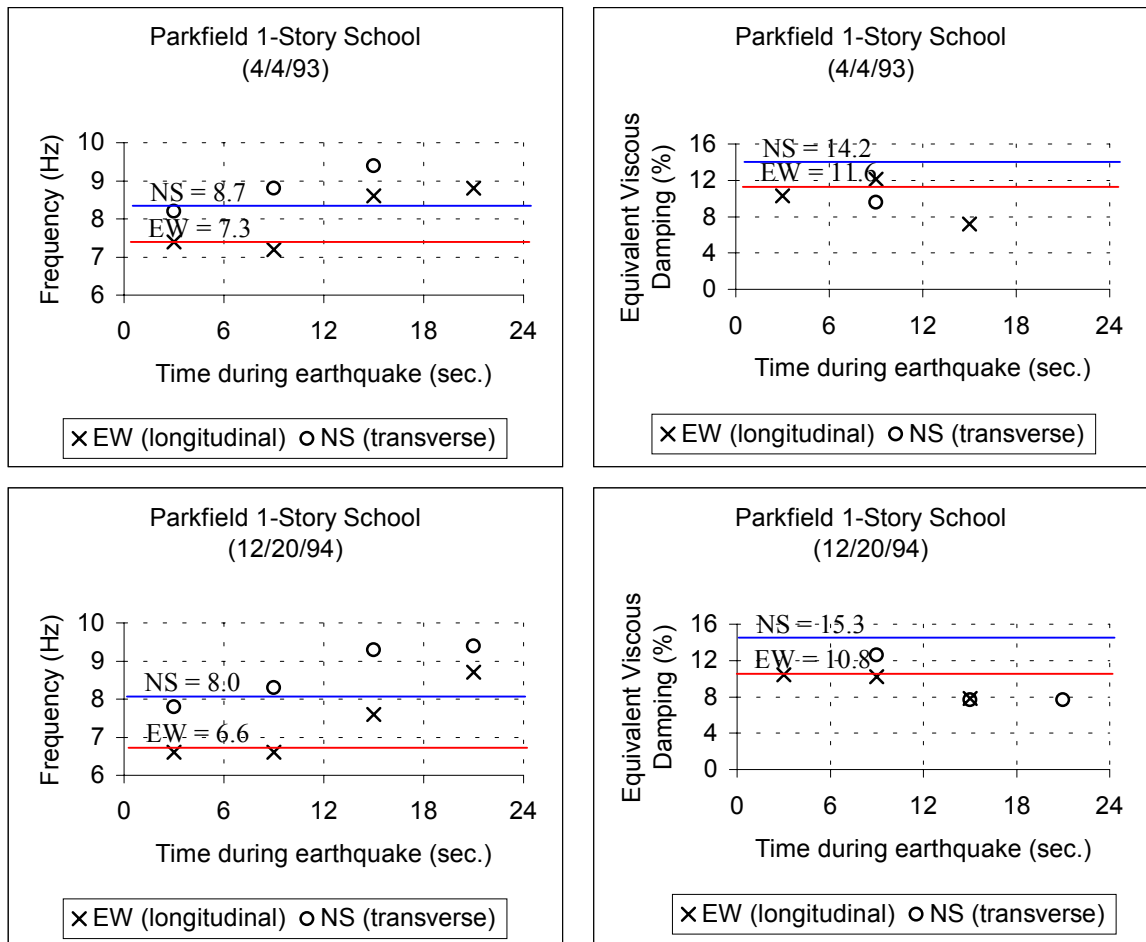 Parkfield 1-Story School
(4/4/93)
Frequency (Hz)
10
9
8
7
6
NS = 8.7
EW = 7.3
0 6 12 18 24
Time during earthquake (sec.)
× EW (longitudinal) o NS (transverse)
Parkfield 1-Story School
(4/4/93)
Equivalent Viscous
Damping (%)
16
12
8
4
0
NS = 14.2
EW = 11.6
0 6 12 18 24
Time during earthquake (sec.)
× EW (longitudinal) o NS (transverse)
Parkfield 1-Story School
(12/20/94)
Frequency (Hz)
10
9
8
7
6
NS = 8.0
EW = 6.6
0 6 12 18 24
Time during earthquake (sec.)
× EW (longitudinal) o NS (transverse)
Parkfield 1-Story School
(12/20/94)
Equivalent Viscous
Damping (%)
16
12
8
4
0
NS = 15.3
EW = 10.8
0 6 12 18 24
Time during earthquake (sec.)
× EW (longitudinal) o NS (transverse)